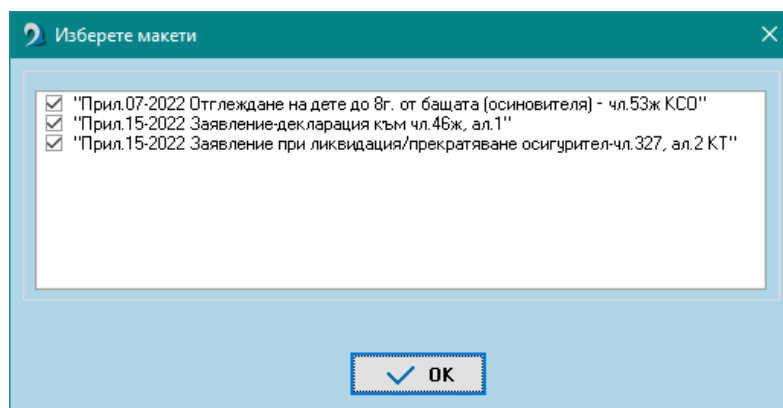 Изберете макети
"Прил.07-2022 Отглеждане на дете до 8г. от бащата (осиновителя) - чл.53ж КСО"
"Прил.15-2022 Заявление-декларация към чл.46ж, ал.1"
"Прил.15-2022 Заявление при ликвидация/прекратяване осигурител-чл.327, ал.2 КТ"
OK